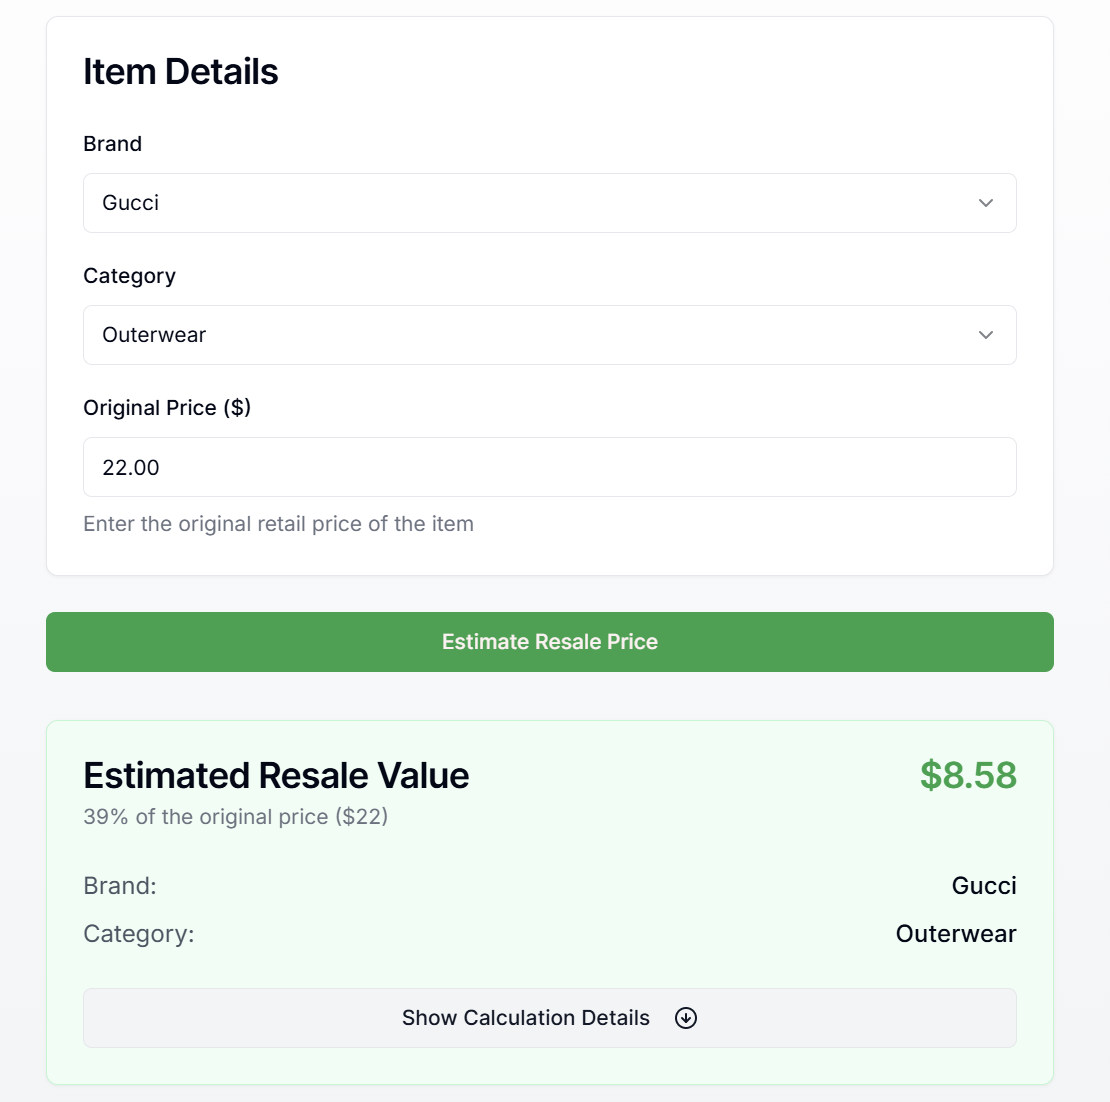 Item Details
Brand
Gucci
Category
Outerwear
Original Price ($)
22.00
Enter the original retail price of the item
Estimate Resale Price
Estimated Resale Value
$8.58
39% of the original price ($22)
Brand:
Gucci
Category:
Outerwear
Show Calculation Details